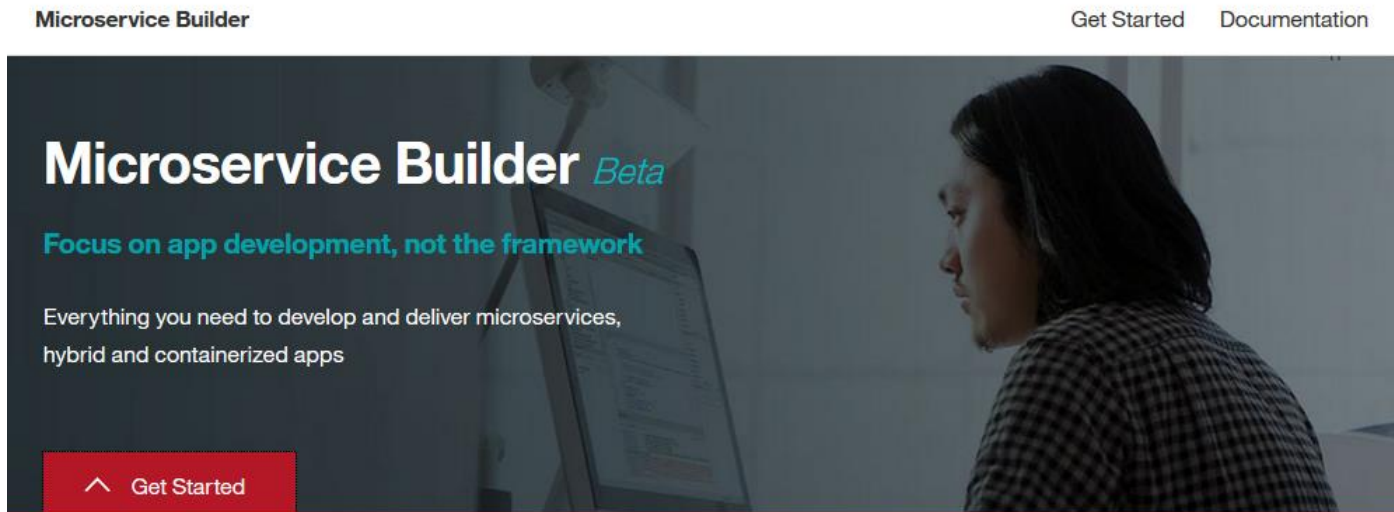 Microservice Builder
Get Started
Documentation
Microservice Builder Beta
Focus on app development, not the framework
Everything you need to develop and deliver microservices,
hybrid and containerized apps
Get Started